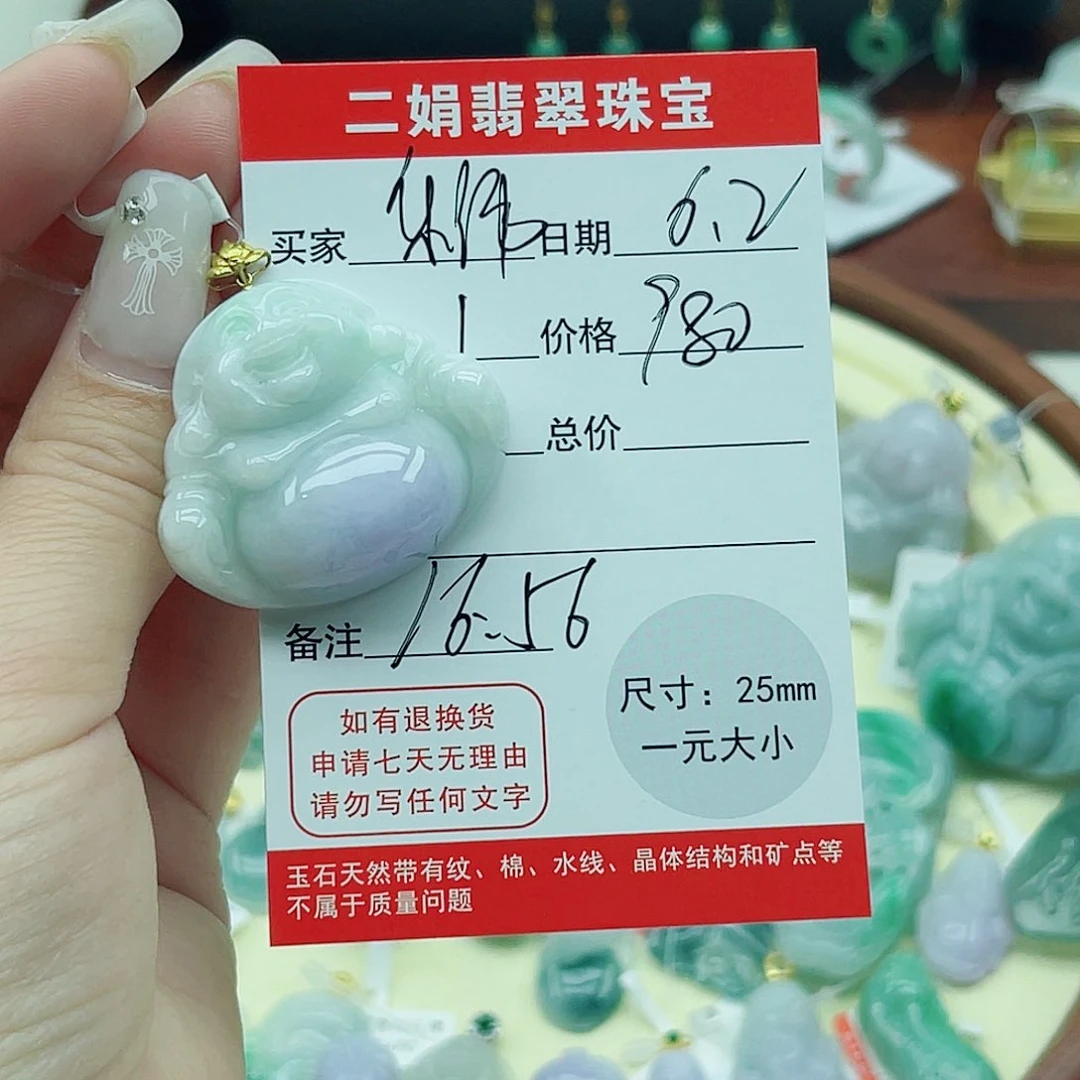 二娟翡翠珠宝
买家 日期 6.2
1 价格 980
总价
备注 16:56
尺寸：25mm
一元大小
如有退换货
申请七天无理由
请勿写任何文字
玉石天然带有纹、棉、水线、晶体结构和矿点等
不属于质量问题